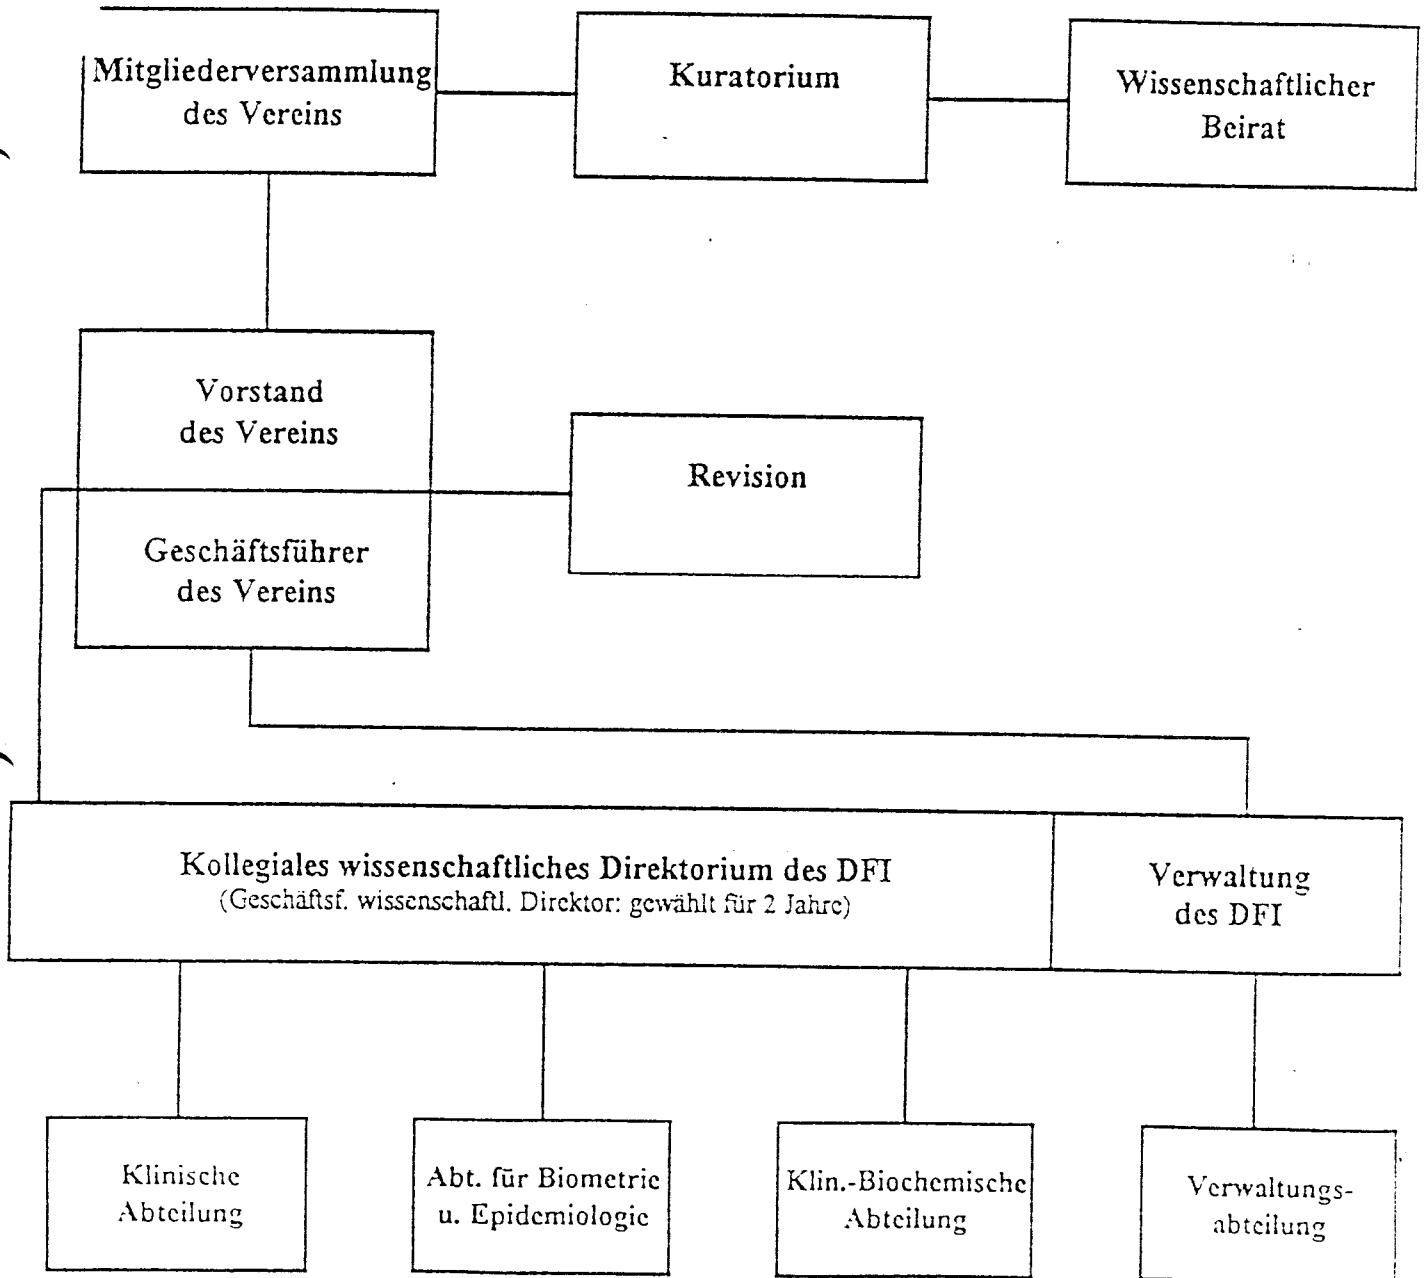 Mitgliederversammlung
des Vereins
Kuratorium
Wissenschaftlicher
Beirat
Vorstand
des Vereins
Revision
Geschäftsführer
des Vereins
Kollegiales wissenschaftliches Direktorium des DFI
(Geschäftsf. wissenschaftl. Direktor: gewählt für 2 Jahre)
Verwaltung
des DFI
Klinische
Abteilung
Abt. für Biometrie
u. Epidemiologie
Klin.-Biochemische
Abteilung
Verwaltungs-
abteilung